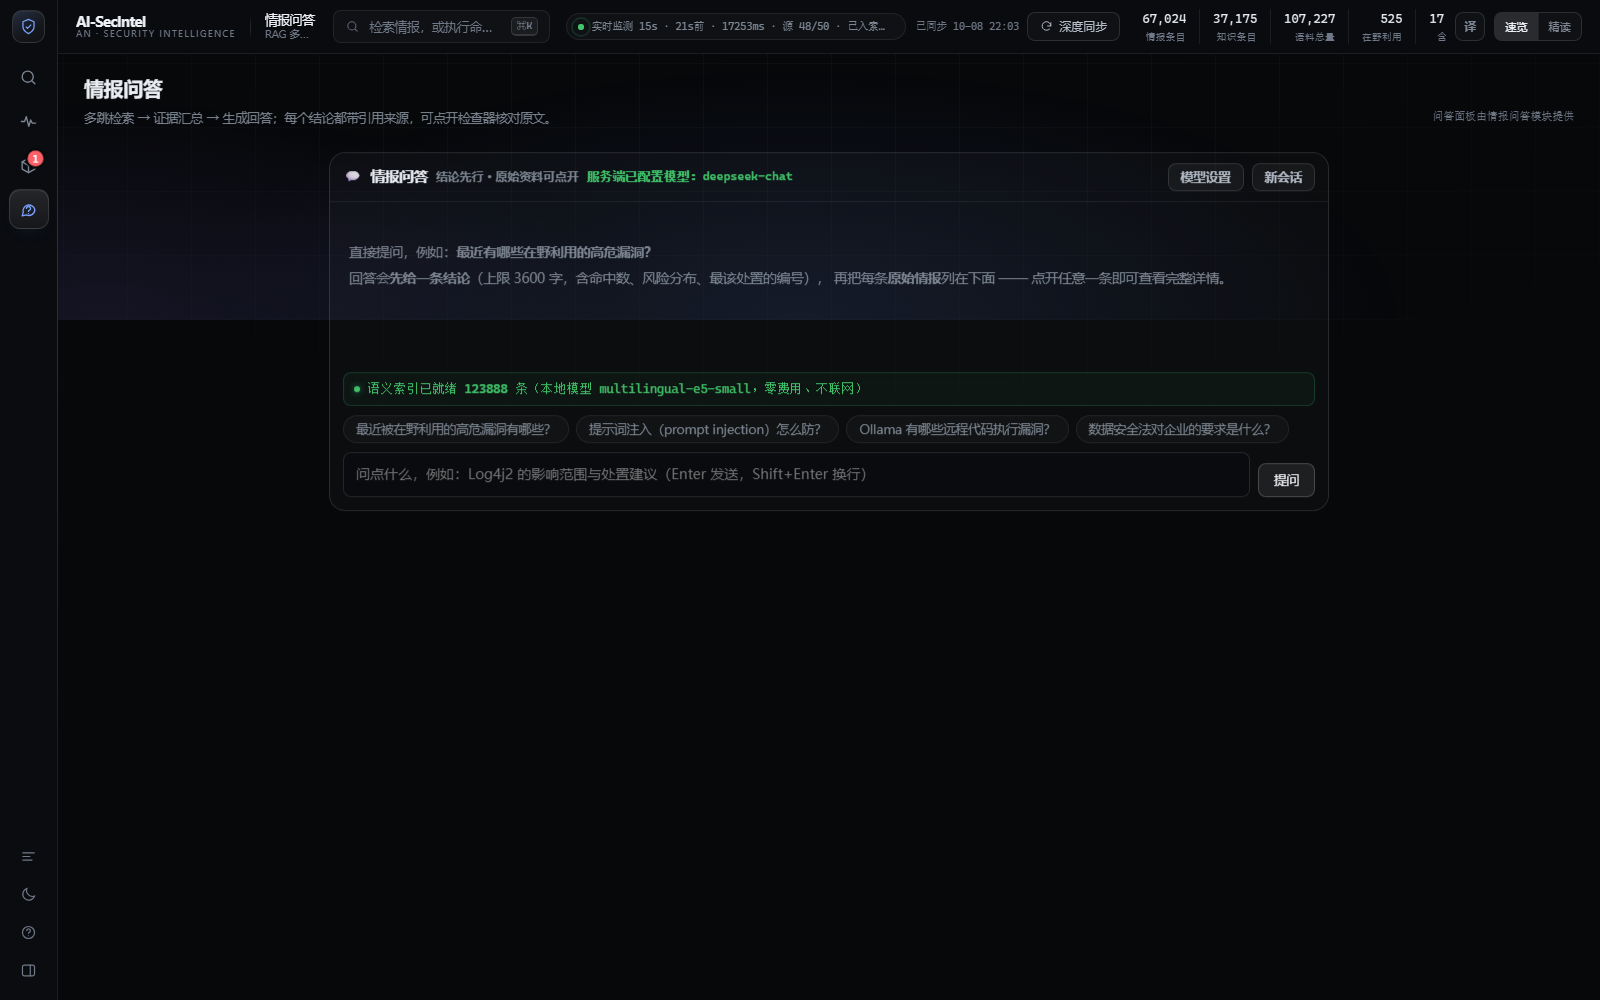 AI-SecIntel
AN · SECURITY INTELLIGENCE
情报问答
RAG 多…
检索情报，或执行命…
⌘K
实时监测 15s · 21s前 · 17253ms · 源 48/50 · 已入索…
已同步 10-08 22:03
深度同步
67,024
情报条目
37,175
知识条目
107,227
语料总量
525
在野利用
17
含
译
速览
精读
1
情报问答
多跳检索 → 证据汇总 → 生成回答；每个结论都带引用来源，可点开检查器核对原文。
问答面板由情报问答模块提供
情报问答 结论先行 · 原始资料可点开 服务端已配置模型: deepseek-chat
模型设置
新会话
直接提问，例如：最近有哪些在野利用的高危漏洞？
回答会先给一条结论（上限 3600 字，含命中数、风险分布、最该处置的编号）， 再把每条原始情报列在下面 —— 点开任意一条即可查看完整详情。
语义索引已就绪 123888 条（本地模型 multilingual-e5-small，零费用、不联网）
最近被在野利用的高危漏洞有哪些？
提示词注入（prompt injection）怎么防？
Ollama 有哪些远程代码执行漏洞？
数据安全法对企业的要求是什么？
问点什么，例如：Log4j2 的影响范围与处置建议（Enter 发送，Shift+Enter 换行）
提问